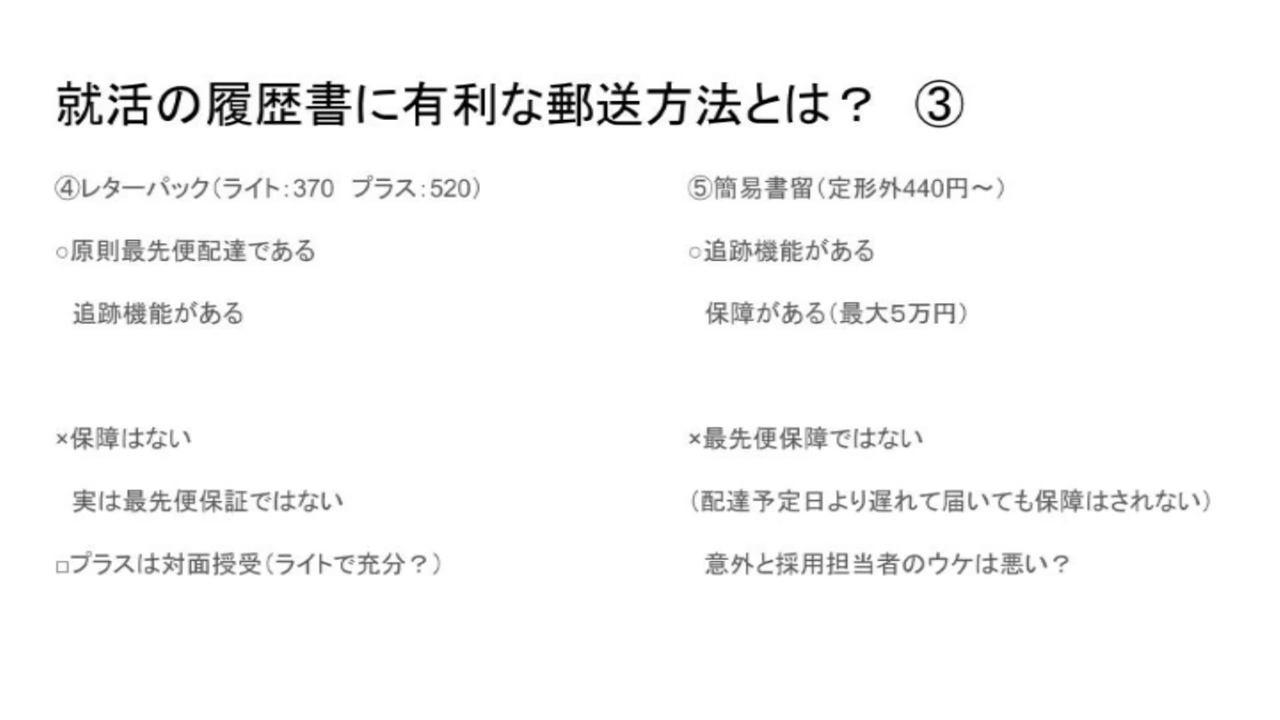 就活の履歴書に有利な郵送方法とは？　③
④レターパック（ライト：370　プラス：520）
○原則最先便配達である
追跡機能がある
×保障はない
実は最先便保証ではない
□プラスは対面授受（ライトで充分？）
⑤簡易書留（定形外440円～）
○追跡機能がある
保障がある（最大５万円）
×最先便保障ではない
（配達予定日より遅れて届いても保障はされない）
意外と採用担当者のウケは悪い？